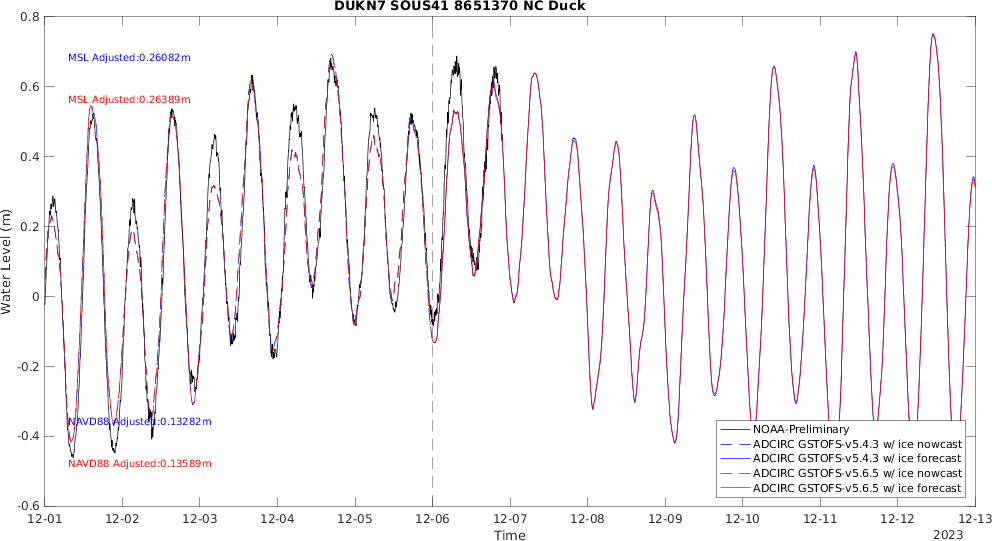 DUKN7 SOUS41 8651370 NC Duck
0.8
MSL Adjusted:0.26082m
0.6
MSL Adjusted:0.26389m
0.4
0.2
Water Level (m)
0
-0.2
NAVD88 Adjusted:0.13282m
-0.4
NAVD88 Adjusted:0.13589m
-0.6
NOAA-Preliminary
ADCIRC GSTOFS-v5.4.3 w/ ice nowcast
ADCIRC GSTOFS-v5.4.3 w/ ice forecast
ADCIRC GSTOFS-v5.6.5 w/ ice nowcast
ADCIRC GSTOFS-v5.6.5 w/ ice forecast
12-01 12-02 12-03 12-04 12-05 12-06 12-07 12-08 12-09 12-10 12-11 12-12 12-13
Time
2023